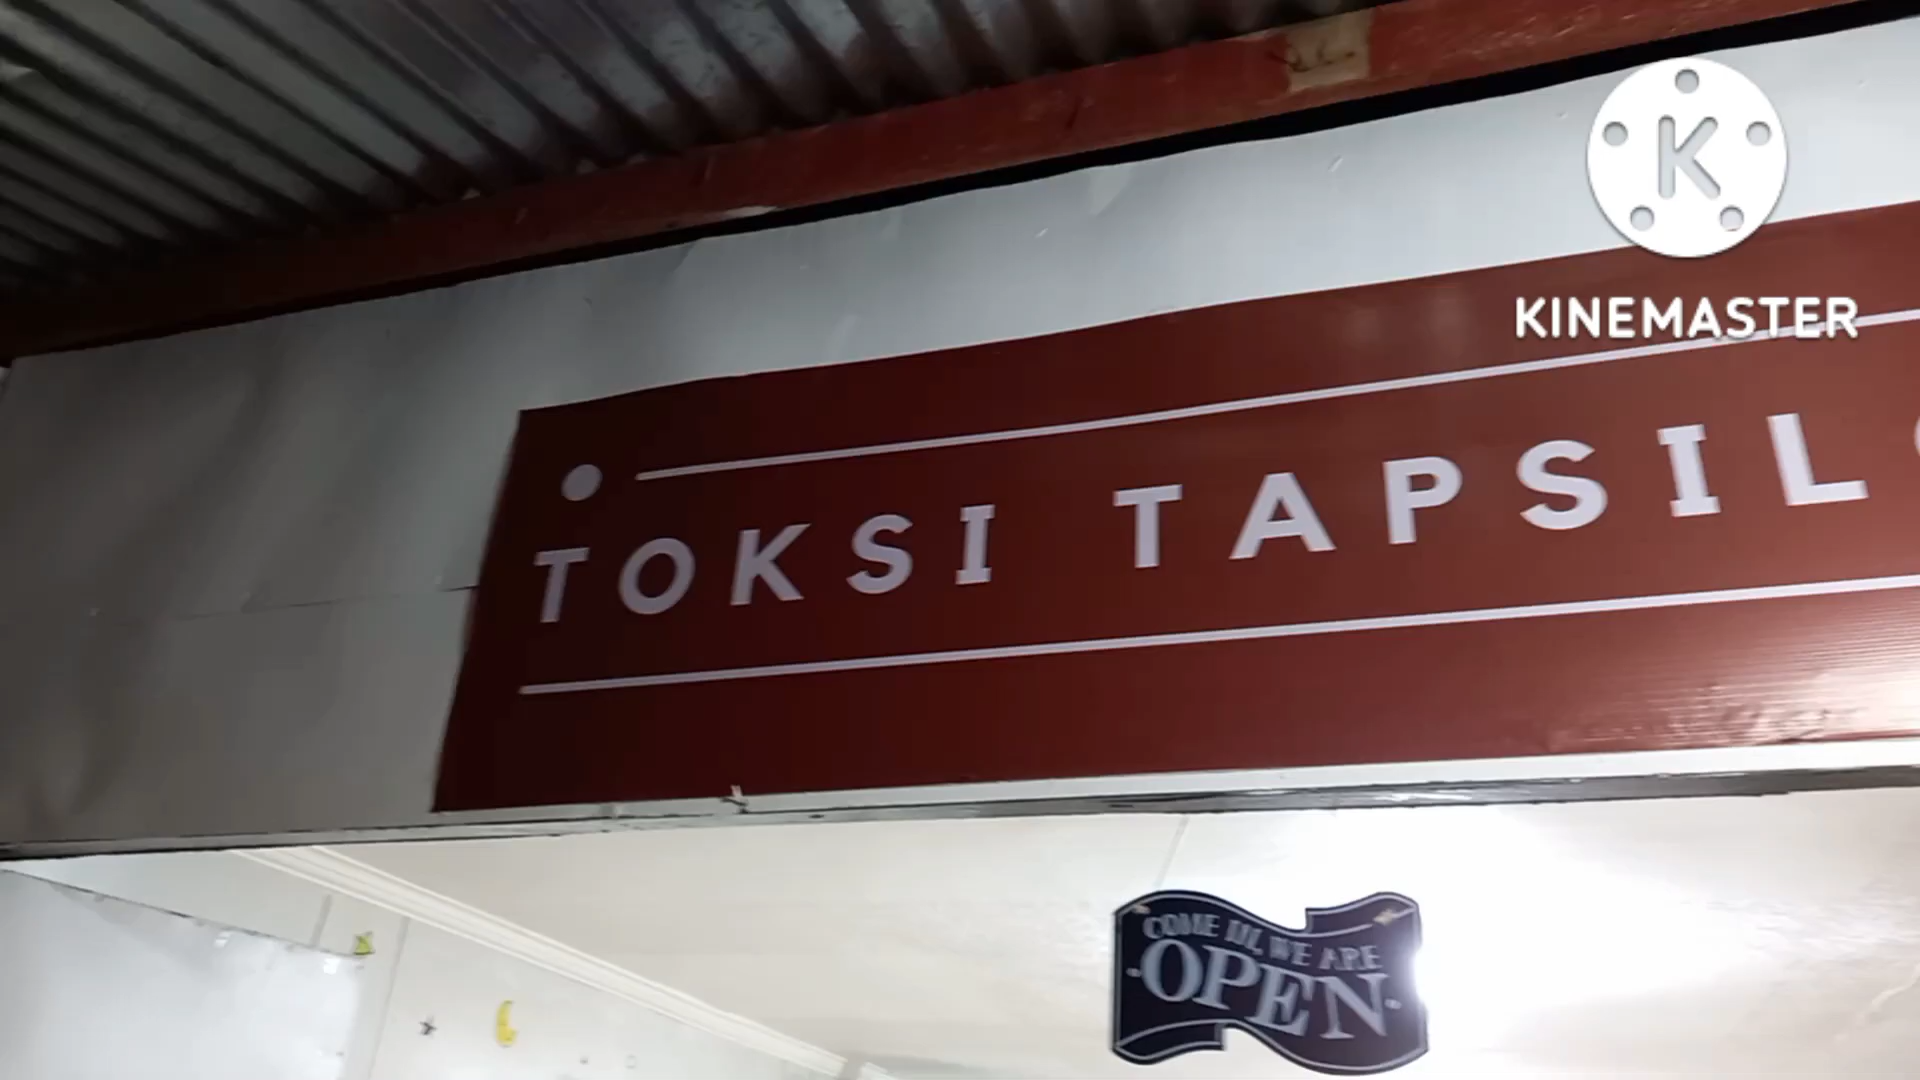 K
KINEMASTER
TOKSI TAPSIL
COME IN, WE ARE
OPEN